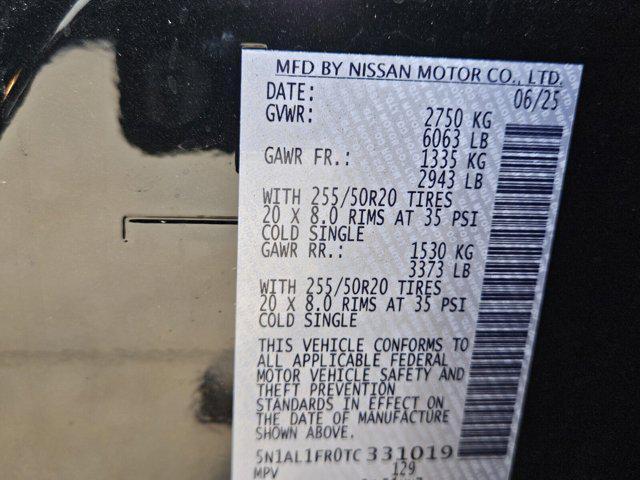 MFD BY NISSAN MOTOR CO., LTD.
DATE: 06/25
GVWR: 2750 KG
6063 LB
GAWR FR.: 1335 KG
2943 LB
WITH 255/50R20 TIRES
20 X 8.0 RIMS AT 35 PSI
COLD SINGLE
GAWR RR.: 1530 KG
3373 LB
WITH 255/50R20 TIRES
20 X 8.0 RIMS AT 35 PSI
COLD SINGLE
THIS VEHICLE CONFORMS TO
ALL APPLICABLE FEDERAL
MOTOR VEHICLE SAFETY AND
THEFT PREVENTION
STANDARDS IN EFFECT ON
THE DATE OF MANUFACTURE
SHOWN ABOVE.
5N1AL1FR0TC331019
MPV 129